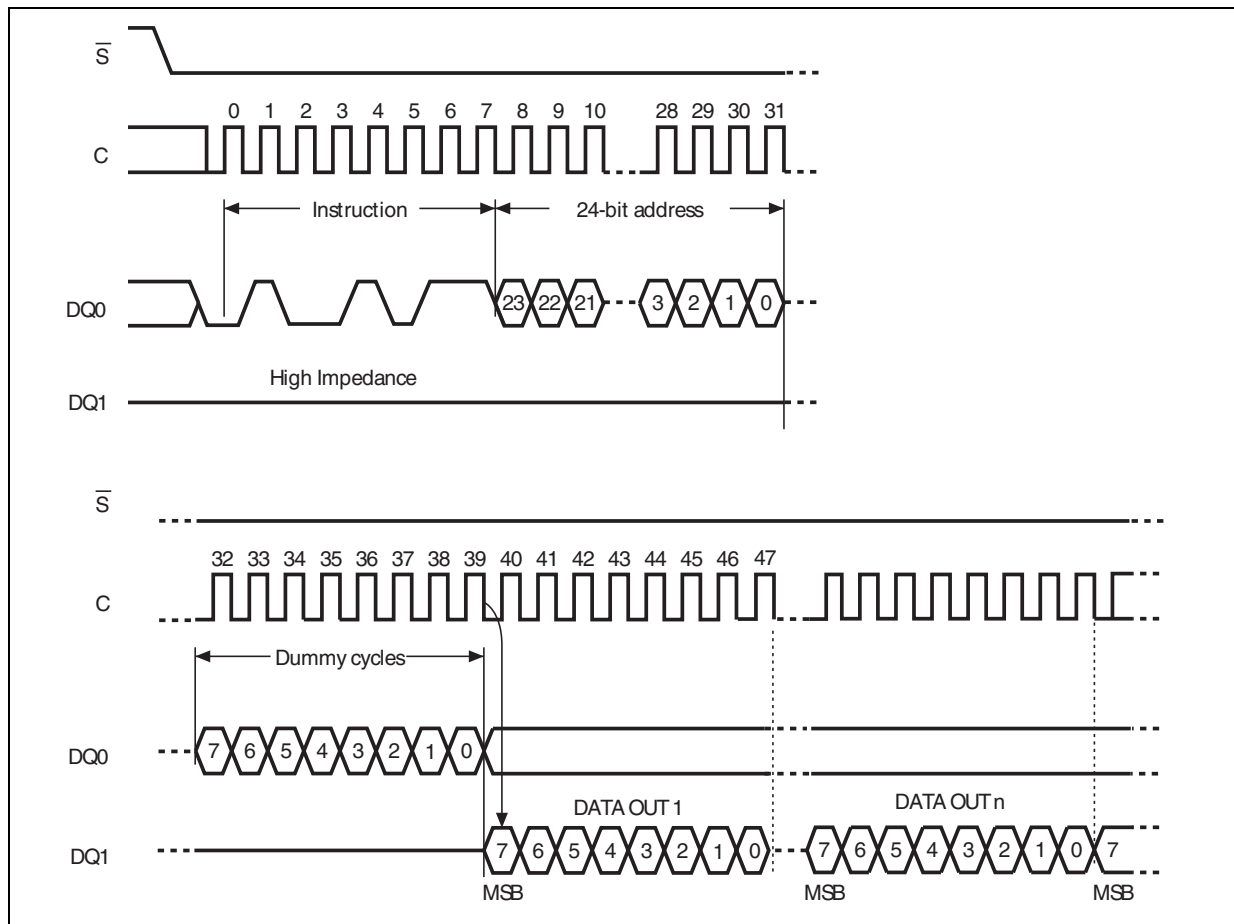 S
0 1 2 3 4 5 6 7 8 9 10 28 29 30 31
C
Instruction 24-bit address
DQ0 23 22 21 3 2 1 0
High Impedance
DQ1
S
32 33 34 35 36 37 38 39 40 41 42 43 44 45 46 47
C
Dummy cycles
DQ0 7 6 5 4 3 2 1 0
DATA OUT 1 DATA OUT n
DQ1 7 6 5 4 3 2 1 0 7 6 5 4 3 2 1 0 7
MSB MSB MSB